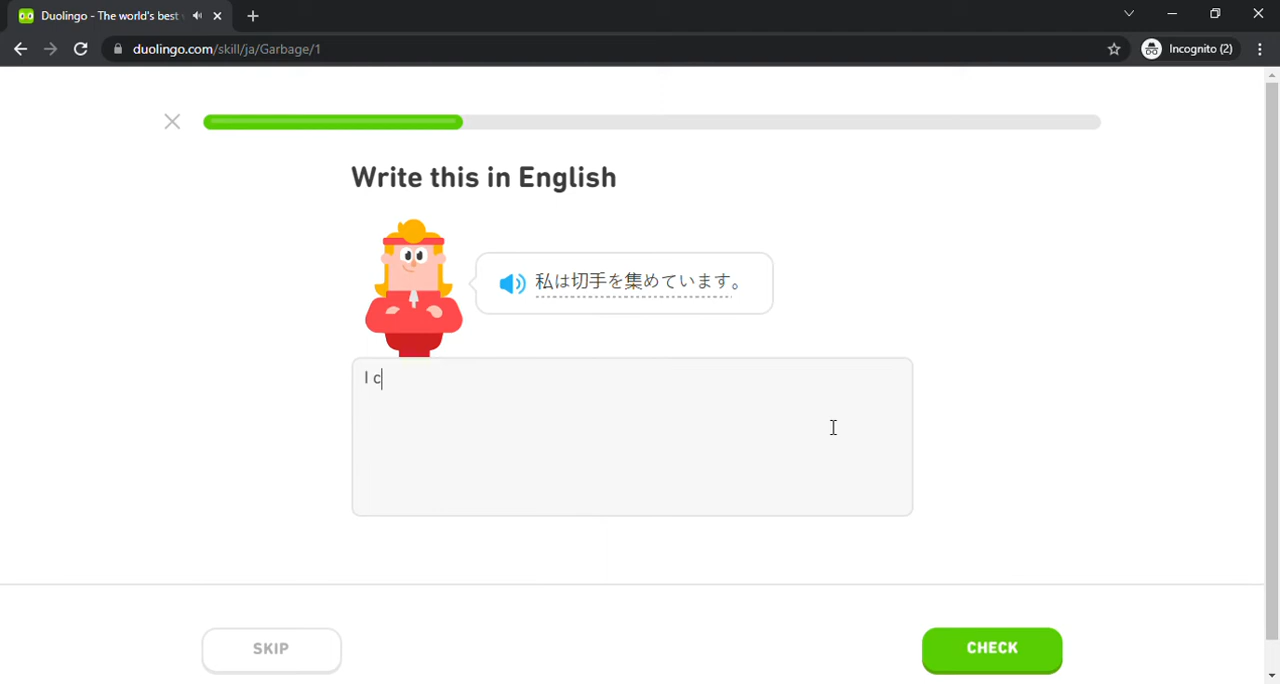 Duolingo - The world's best
duolingo.com/skill/ja/Garbage/1
Incognito (2)
Write this in English
私は切手を集めています。
I c
SKIP
CHECK